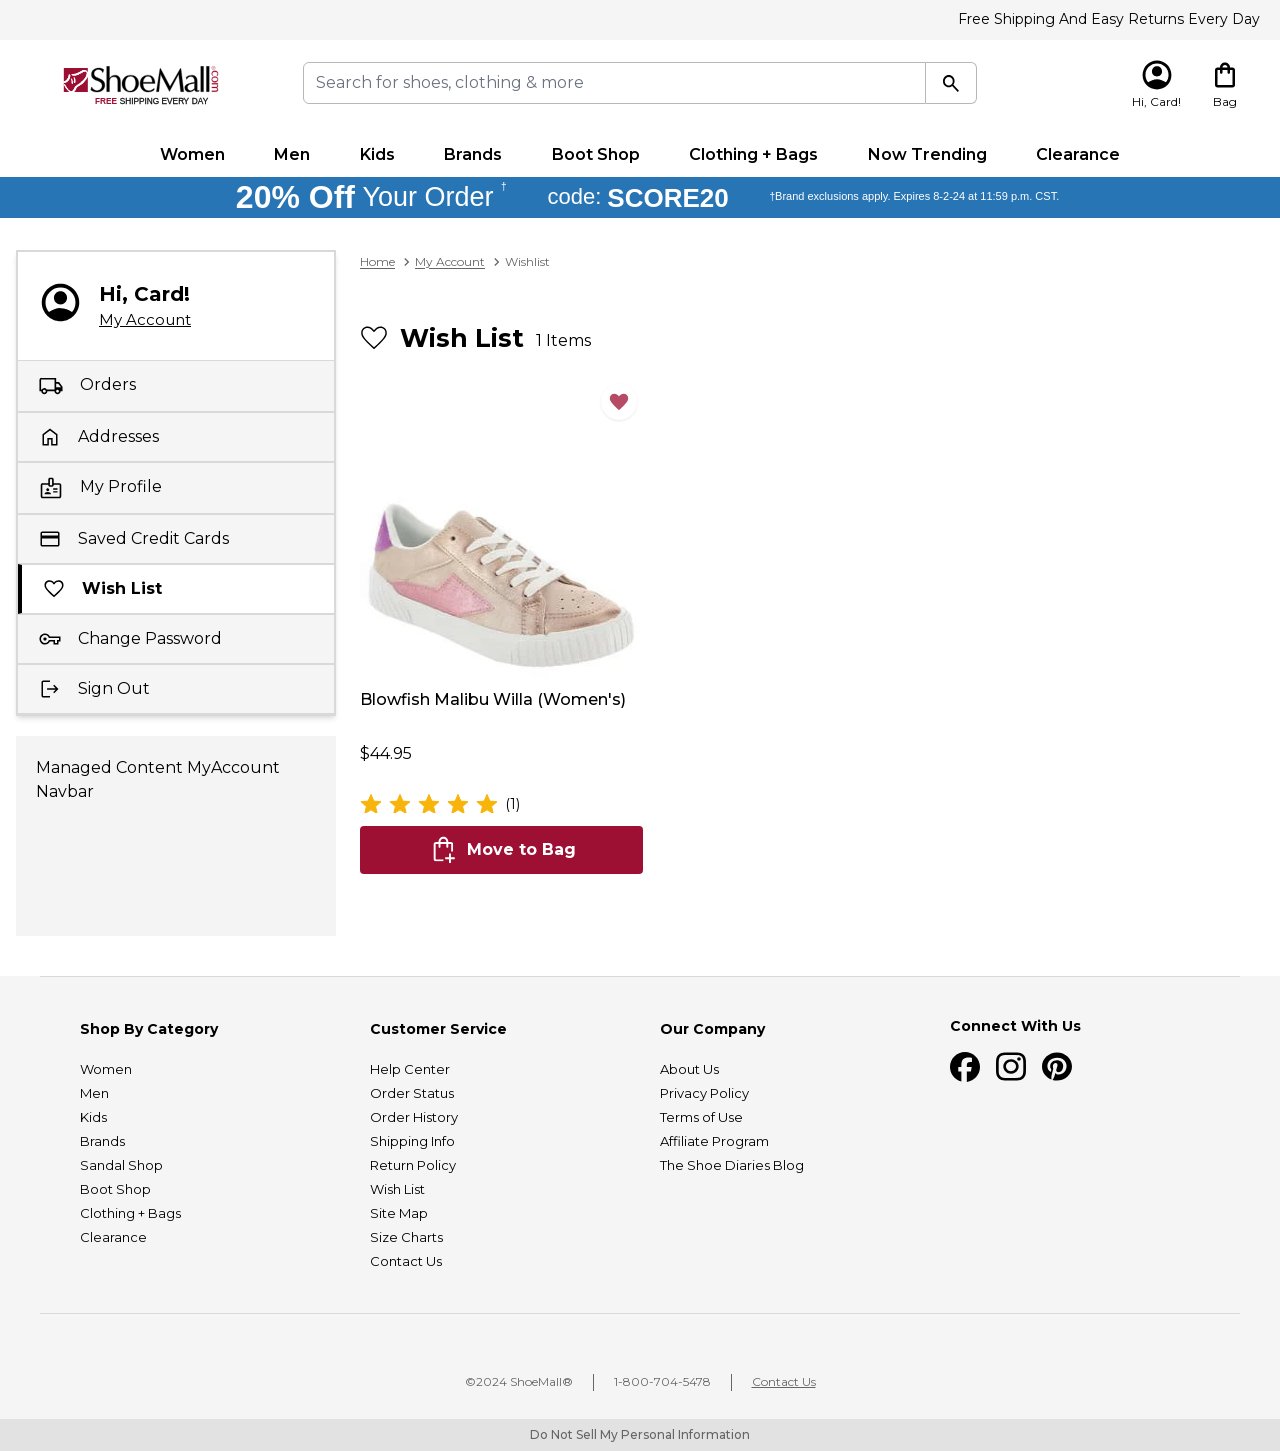 Free Shipping And Easy Returns Every Day
ShoeMall®.com
FREE SHIPPING EVERY DAY
Search for shoes, clothing & more
Hi, Card!
Bag
Women Men Kids Brands Boot Shop Clothing + Bags Now Trending Clearance
20% Off Your Order † code: SCORE20 †Brand exclusions apply. Expires 8-2-24 at 11:59 p.m. CST.
Hi, Card!
My Account
Orders
Addresses
My Profile
Saved Credit Cards
Wish List
Change Password
Sign Out
Managed Content MyAccount
Navbar
Home > My Account > Wishlist
Wish List 1 Items
Blowfish Malibu Willa (Women's)
$44.95
(1)
Move to Bag
Shop By Category
Women
Men
Kids
Brands
Sandal Shop
Boot Shop
Clothing + Bags
Clearance
Customer Service
Help Center
Order Status
Order History
Shipping Info
Return Policy
Wish List
Site Map
Size Charts
Contact Us
Our Company
About Us
Privacy Policy
Terms of Use
Affiliate Program
The Shoe Diaries Blog
Connect With Us
©2024 ShoeMall® | 1-800-704-5478 | Contact Us
Do Not Sell My Personal Information